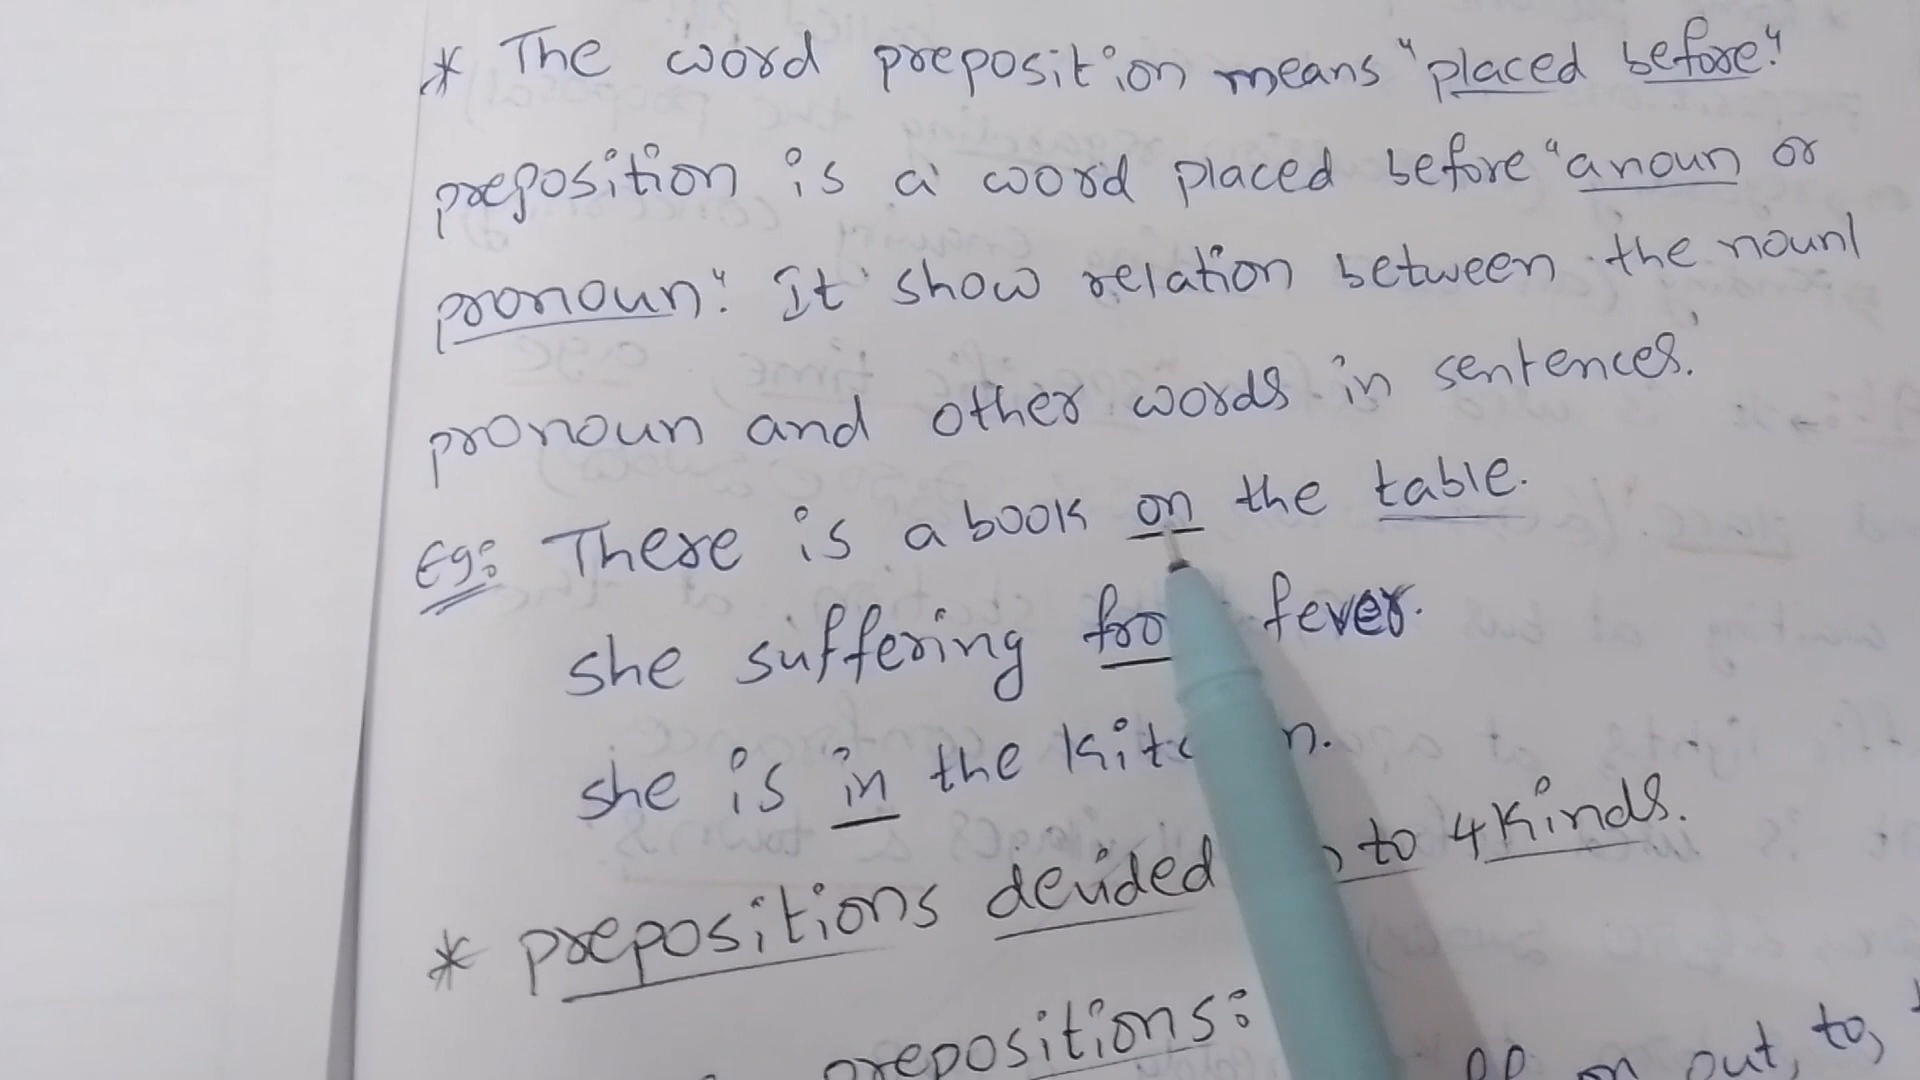 * The word preposition means "placed before"
preposition is a word placed before "a noun or
pronoun". It show relation between the noun/
pronoun and other words in sentences.
Eg: There is a book on the table.
she suffering fever.
she is in the
* prepositions devided to 4 kinds.
prepositions: on out, to,